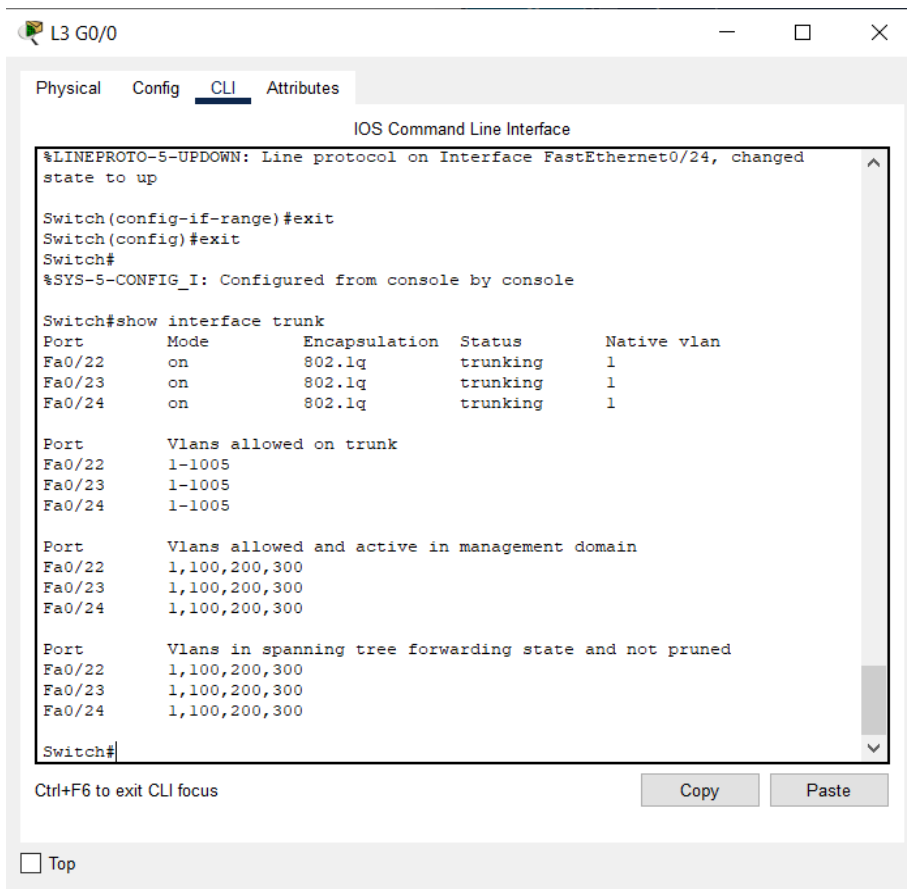 L3 G0/0
Physical Config CLI Attributes
IOS Command Line Interface
%LINEPROTO-5-UPDOWN: Line protocol on Interface FastEthernet0/24, changed
state to up
Switch(config-if-range)#exit
Switch(config)#exit
Switch#
%SYS-5-CONFIG_I: Configured from console by console
Switch#show interface trunk
Port Mode Encapsulation Status Native vlan
Fa0/22 on 802.1q trunking 1
Fa0/23 on 802.1q trunking 1
Fa0/24 on 802.1q trunking 1
Port Vlans allowed on trunk
Fa0/22 1-1005
Fa0/23 1-1005
Fa0/24 1-1005
Port Vlans allowed and active in management domain
Fa0/22 1,100,200,300
Fa0/23 1,100,200,300
Fa0/24 1,100,200,300
Port Vlans in spanning tree forwarding state and not pruned
Fa0/22 1,100,200,300
Fa0/23 1,100,200,300
Fa0/24 1,100,200,300
Switch#
Ctrl+F6 to exit CLI focus
Copy Paste
Top